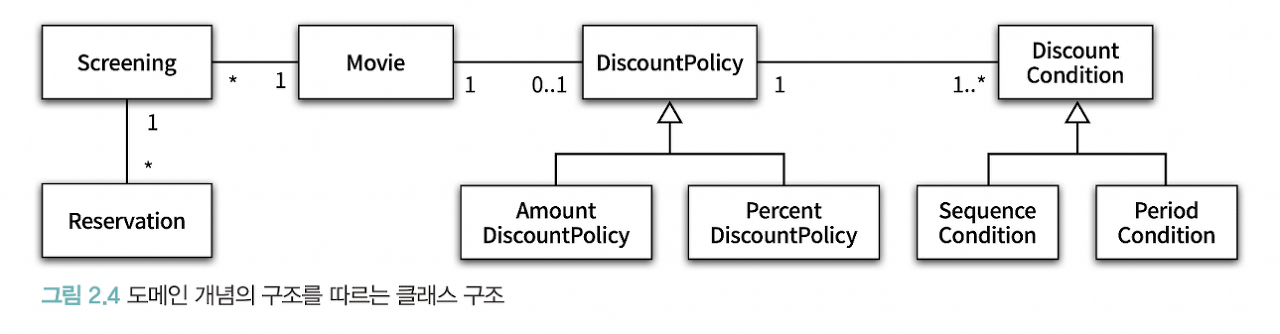 Screening
*
1
Movie
1
0..1
DiscountPolicy
1
1..*
Discount
Condition
1
*
Reservation
Amount
DiscountPolicy
Percent
DiscountPolicy
Sequence
Condition
Period
Condition
그림 2.4 도메인 개념의 구조를 따르는 클래스 구조